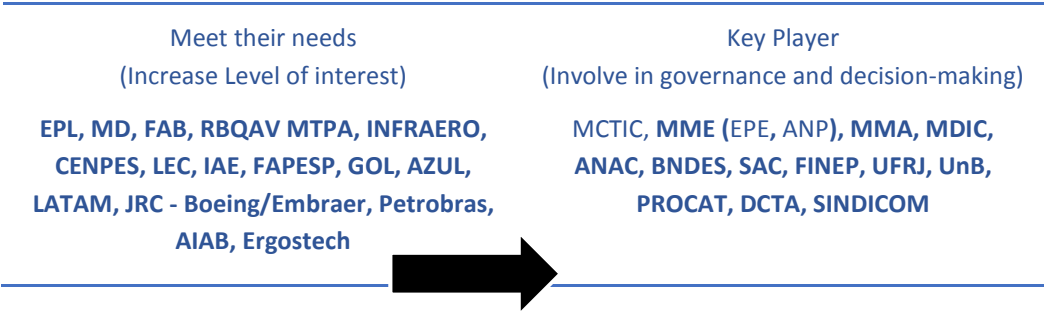 Meet their needs
(Increase Level of interest)
EPL, MD, FAB, RBQAV MTPA, INFRAERO,
CENPES, LEC, IAE, FAPESP, GOL, AZUL,
LATAM, JRC - Boeing/Embraer, Petrobras,
AIAB, Ergostech
Key Player
(Involve in governance and decision-making)
MCTIC, MME (EPE, ANP), MMA, MDIC,
ANAC, BNDES, SAC, FINEP, UFRJ, UnB,
PROCAT, DCTA, SINDICOM